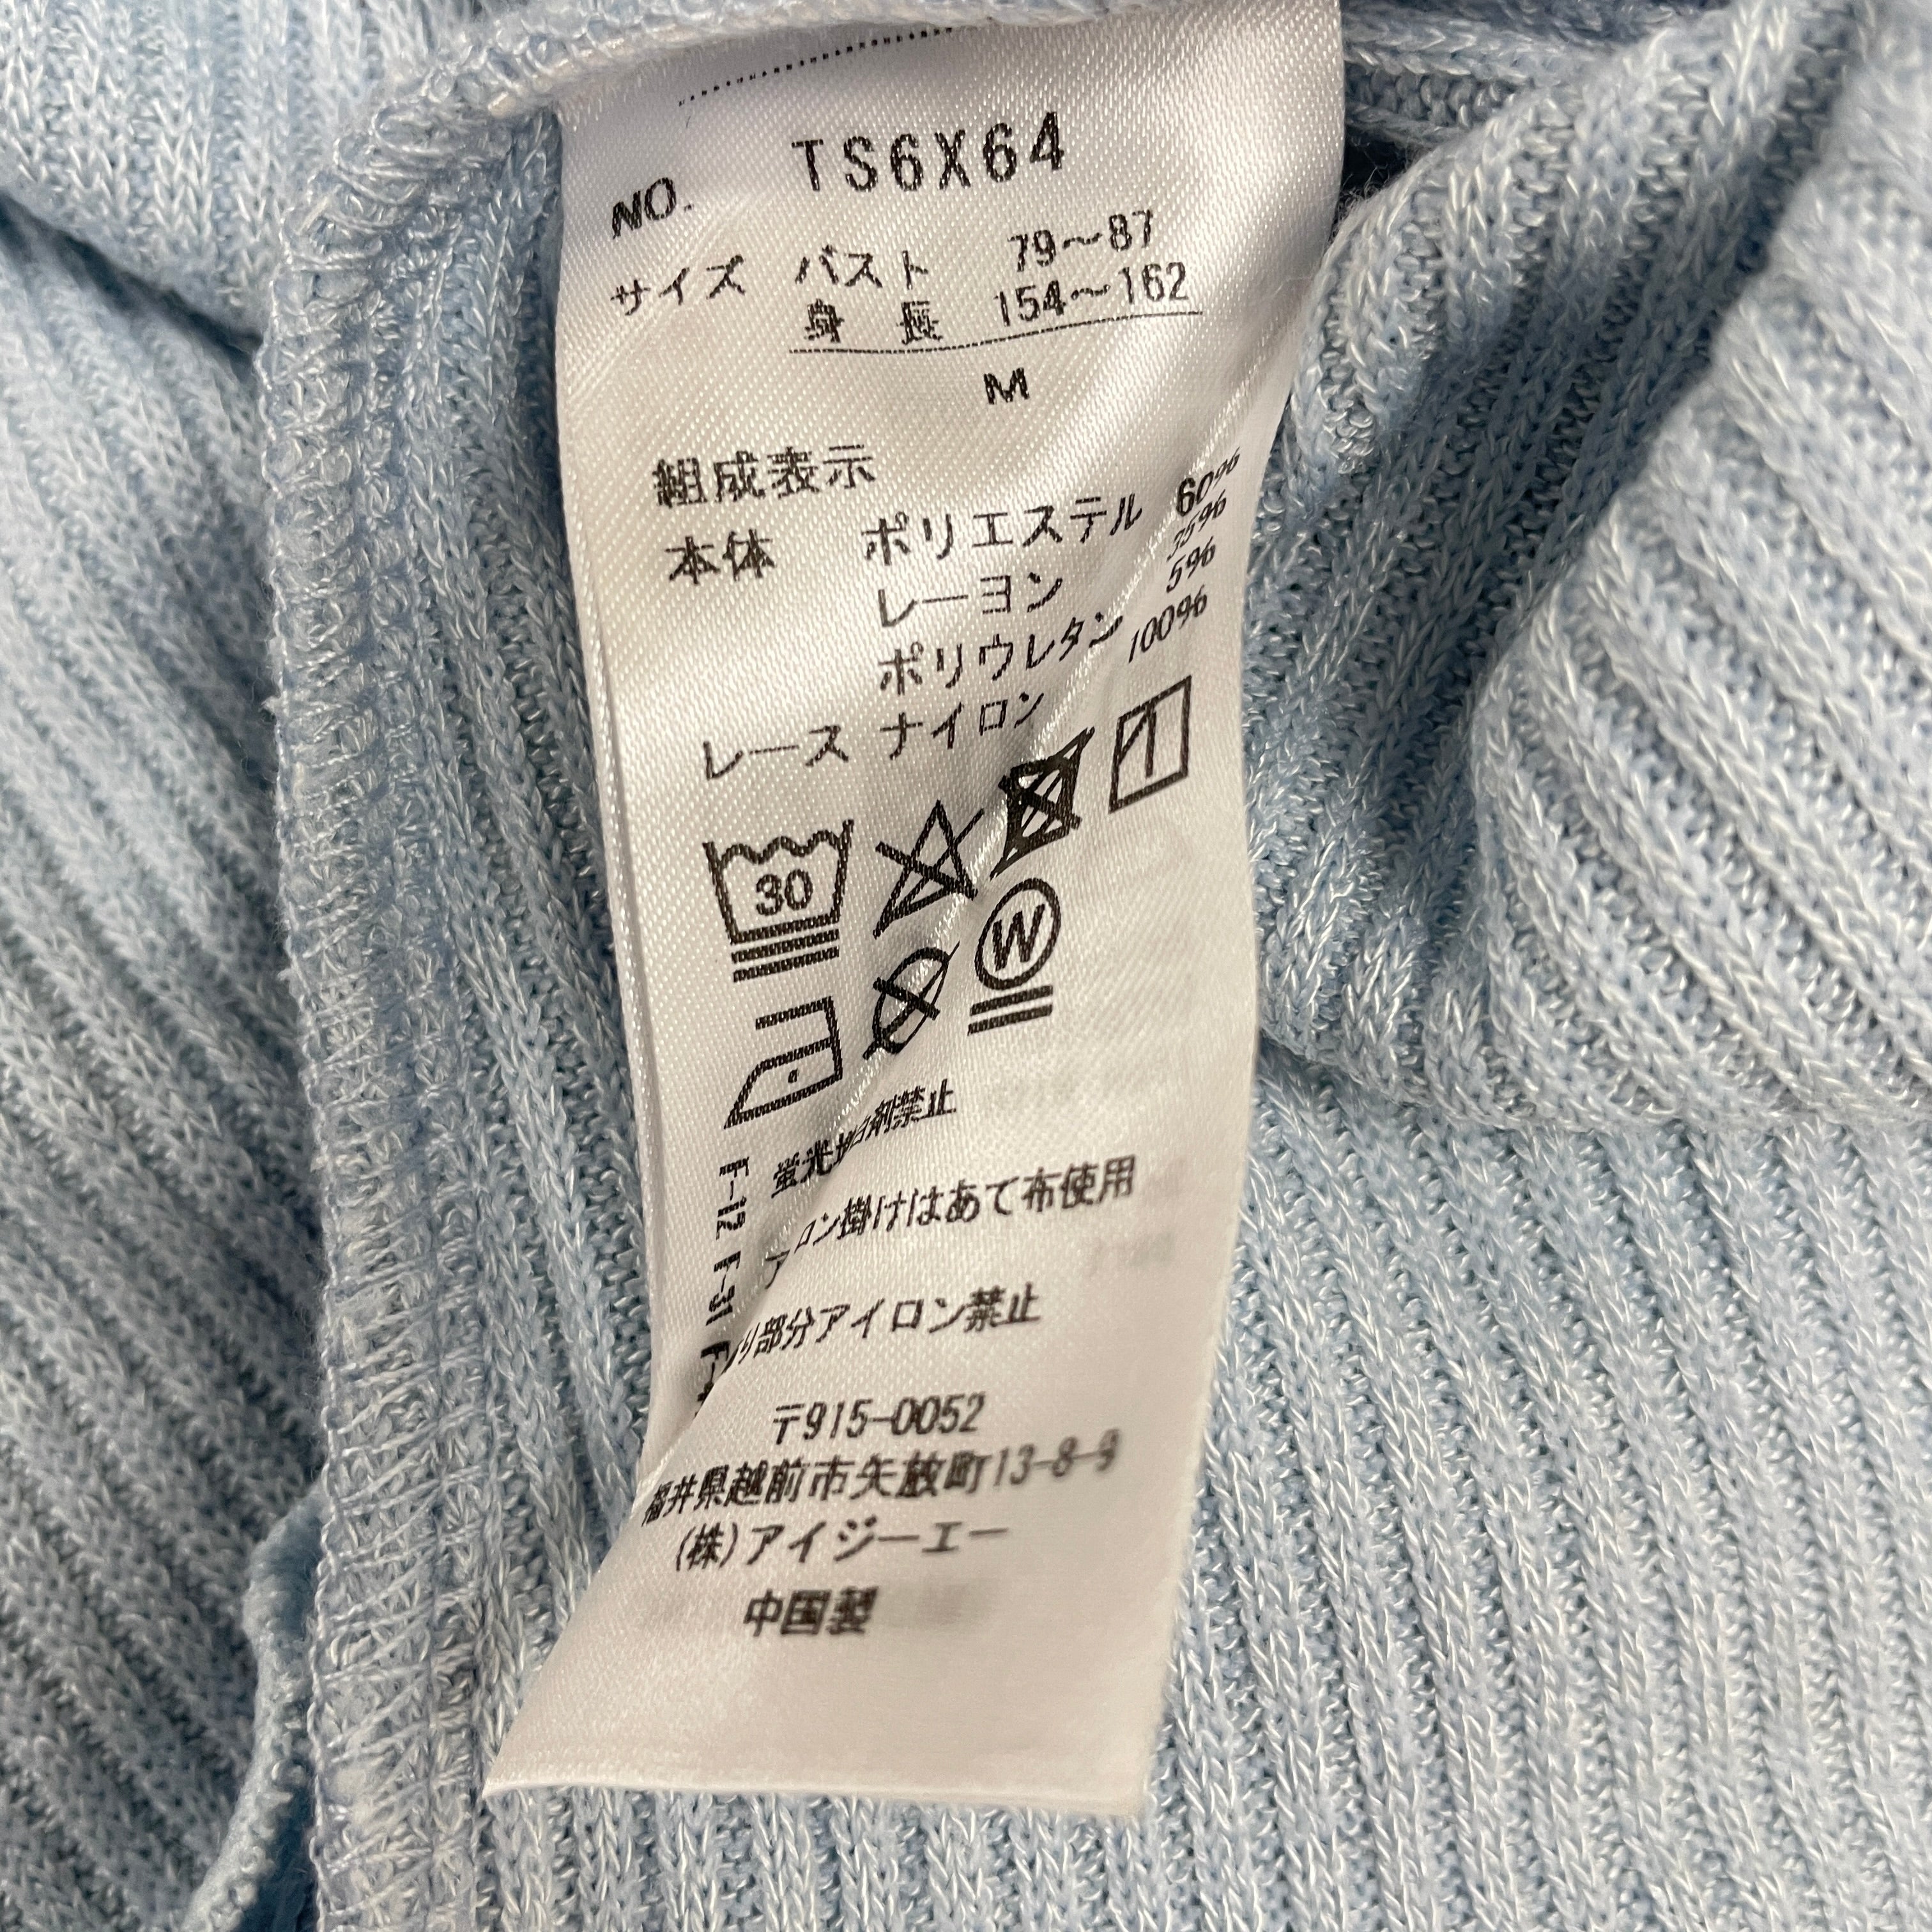 NO. TS6X64
サイズ バスト 79〜87
身長 154〜162
M
組成表示
本体 ポリエステル 60%
レーヨン 35%
ポリウレタン 5%
レース ナイロン 100%
30
W
蛍光 剤禁止
ロン掛けはあて布使用
り部分アイロン禁止
F-12 F-31
〒915-0052
福井県越前市矢放町13-8-9
(株)アイジーエー
中国製